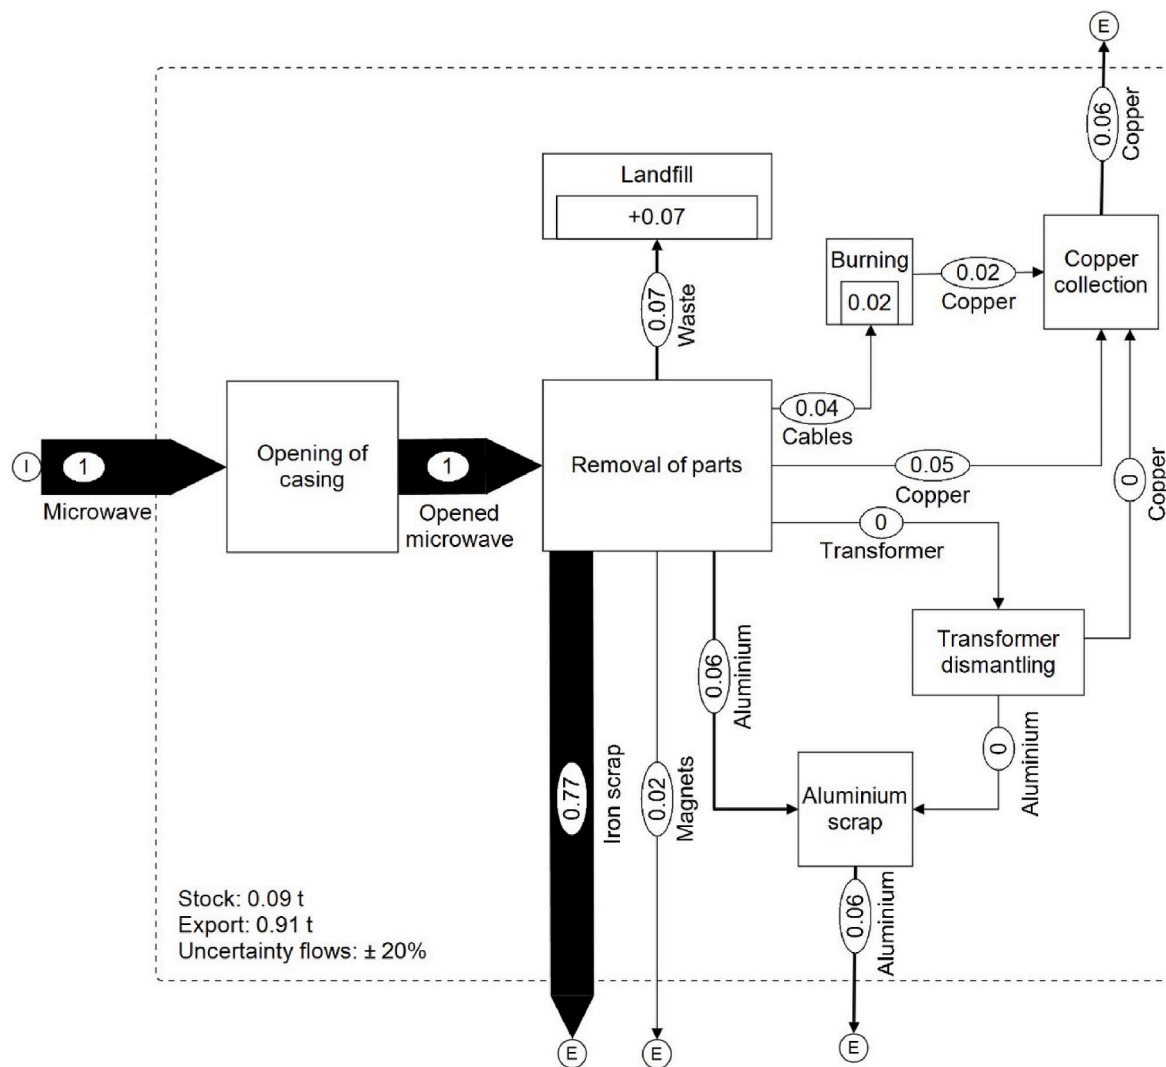 E
0.06
Copper
Landfill
+0.07
0.07
Waste
Burning
0.02
0.02
Copper
Copper
collection
I
1
Microwave
Opening of
casing
1
Opened
microwave
Removal of parts
0.04
Cables
0.05
Copper
0
Transformer
0
Copper
Transformer
dismantling
0.77
Iron scrap
0.02
Magnets
0.06
Aluminium
0
Aluminium
Aluminium
scrap
0.06
Aluminium
Stock: 0.09 t
Export: 0.91 t
Uncertainty flows: ± 20%
E
E
E